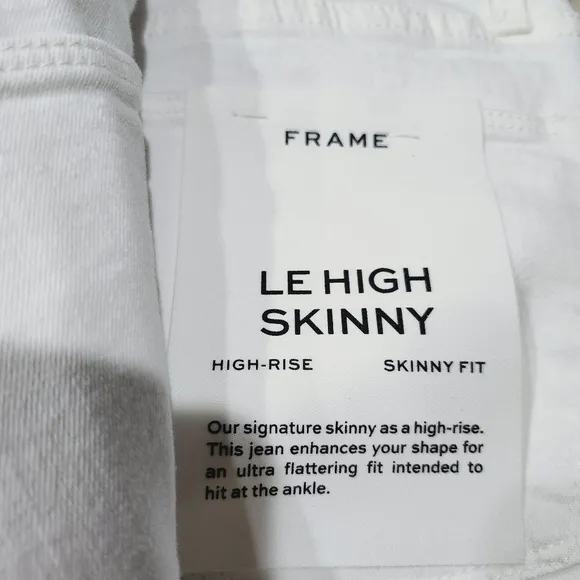 FRAME
LE HIGH
SKINNY
HIGH-RISE SKINNY FIT
Our signature skinny as a high-rise.
This jean enhances your shape for
an ultra flattering fit intended to
hit at the ankle.